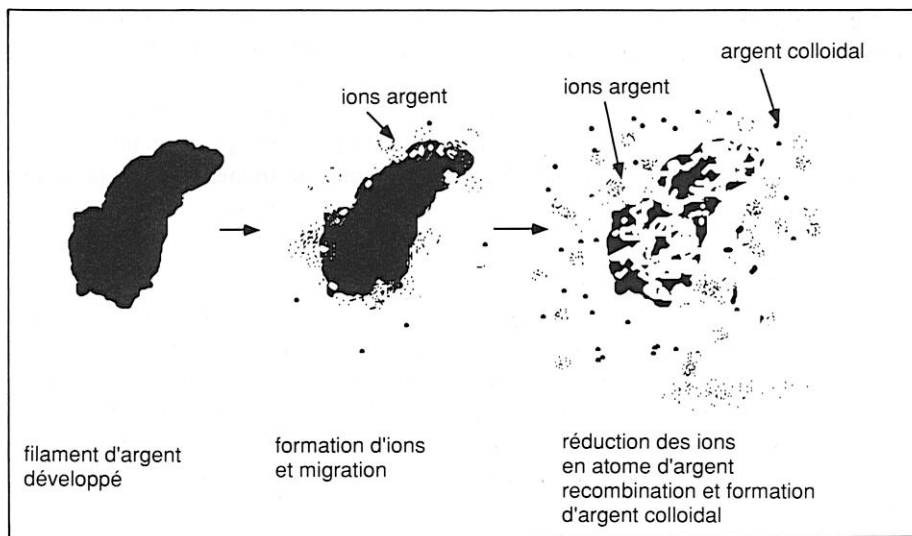 argent colloidal
ions argent
ions argent
filament d'argent
développé
formation d'ions
et migration
réduction des ions
en atome d'argent
recombination et formation
d'argent colloidal